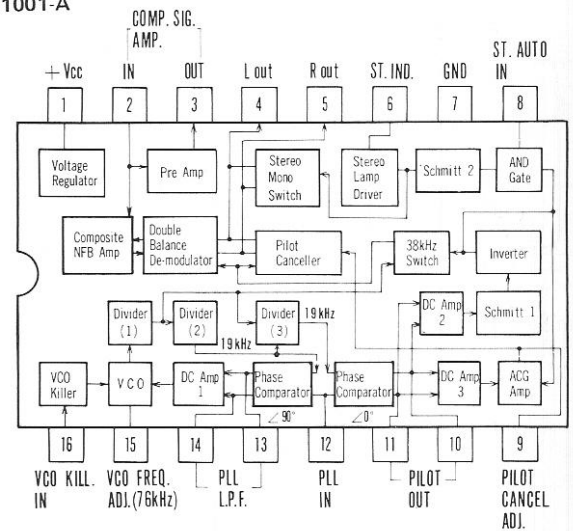 1001-A
COMP. SIG.
AMP.
+Vcc IN OUT L out R out ST. IND. GND ST. AUTO
IN
1 2 3 4 5 6 7 8
Voltage
Regulator
Pre Amp
Stereo
Mono
Switch
Stereo
Lamp
Driver
Schmitt 2
AND
Gate
Composite
NFB Amp
Double
Balance
De-modulator
Pilot
Canceller
38kHz
Switch
Inverter
Divider
(1)
Divider
(2)
Divider
(3)
19kHz
19kHz
DC Amp
2
Schmitt 1
VCO
Killer
VCO
DC Amp
1
Phase
Comparator
Phase
Comparator
DC Amp
3
ACG
Amp
∠90°
∠0°
16 15 14 13 12 11 10 9
VCO KILL.
IN
VCO FREQ.
ADJ.(76kHz)
PLL
L.P.F.
PLL
IN
PILOT
OUT
PILOT
CANCEL
ADJ.